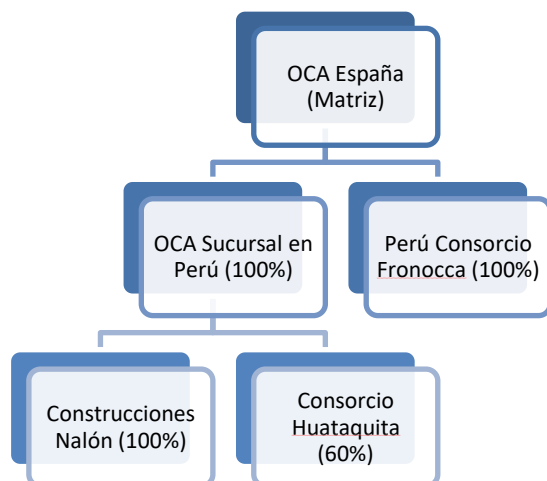 OCA España
(Matriz)
OCA Sucursal en
Perú (100%)
Perú Consorcio
Fronocca (100%)
Construcciones
Nalón (100%)
Consorcio
Huataquita
(60%)